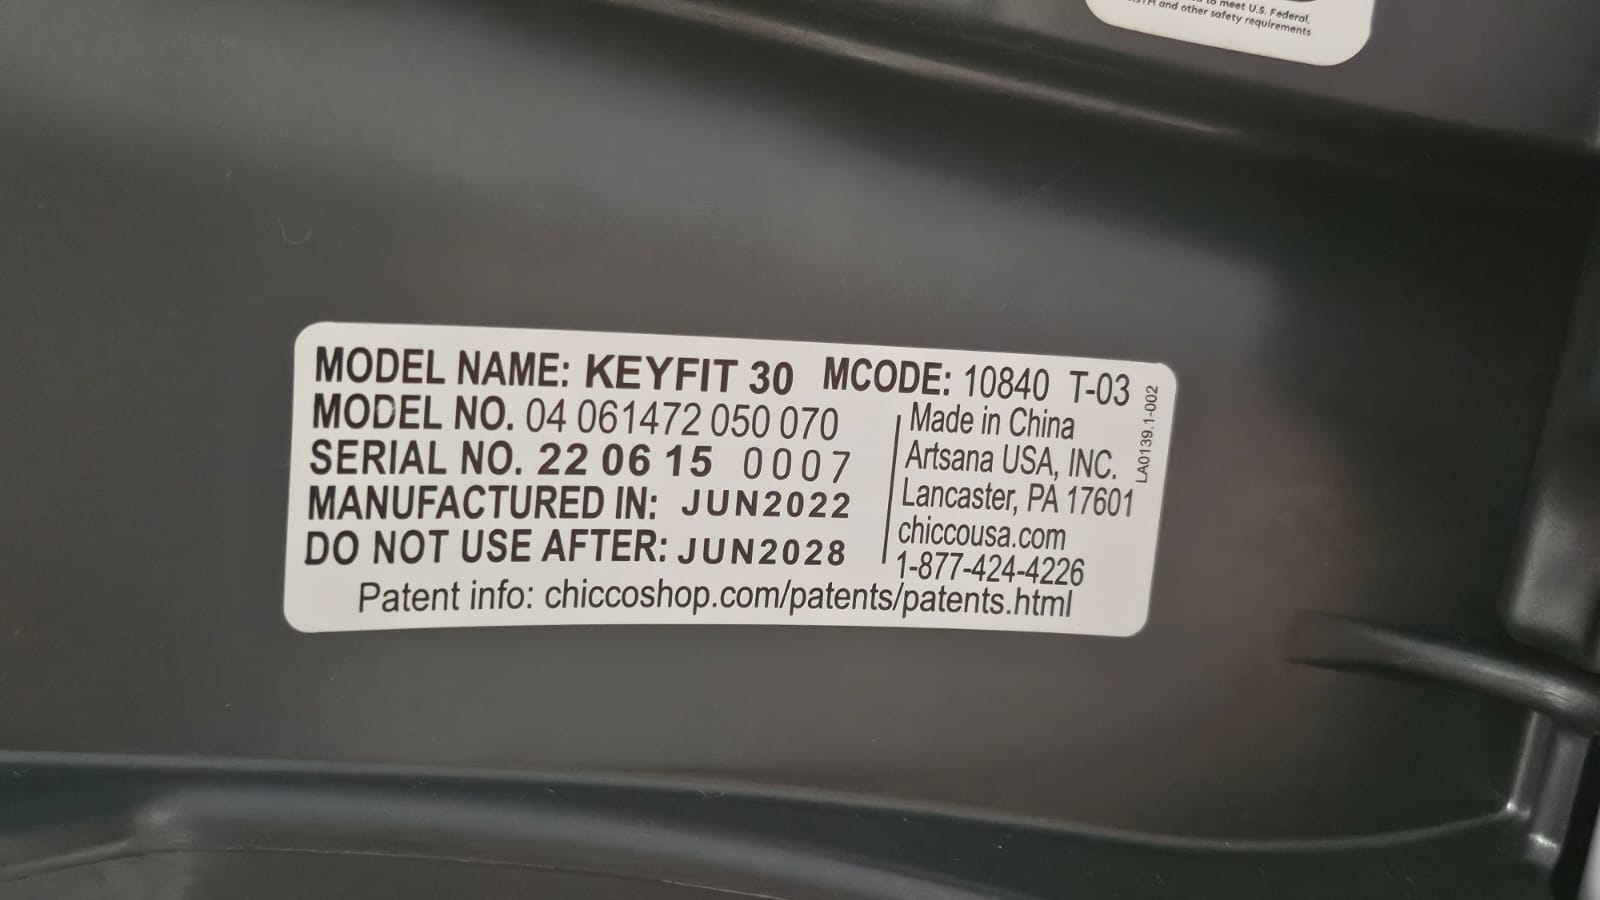 to meet U.S. Federal,
and other safety requirements
MODEL NAME: KEYFIT 30 MCODE: 10840 T-03
MODEL NO. 04 061472 050 070
SERIAL NO. 22 06 15 0007
MANUFACTURED IN: JUN2022
DO NOT USE AFTER: JUN2028
Made in China
Artsana USA, INC.
Lancaster, PA 17601
chiccousa.com
1-877-424-4226
LA0139.1-002
Patent info: chiccoshop.com/patents/patents.html